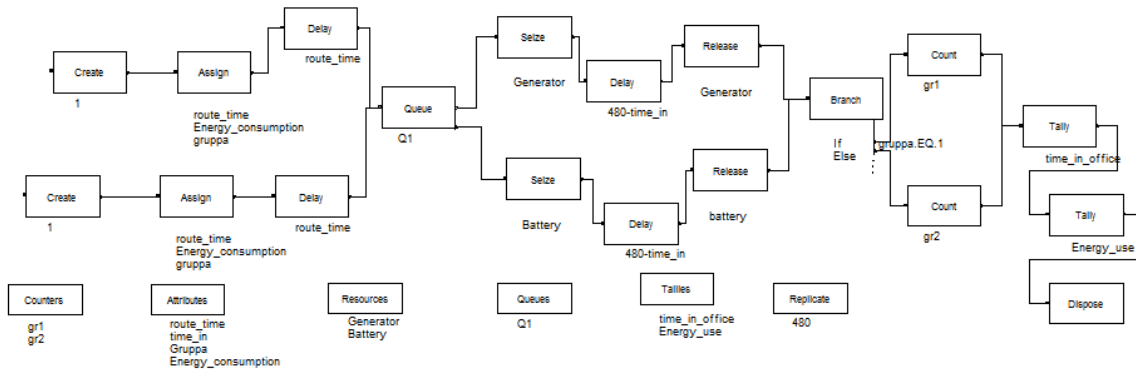 Create
1
Assign
route_time
Energy_consumption
gruppa
Delay
route_time
Queue
Q1
Seize
Generator
Delay
480-time_in
Release
Generator
Branch
If gruppa.EQ.1
Else
Count
gr1
Tally
time_in_office
Create
1
Assign
route_time
Energy_consumption
gruppa
Delay
route_time
Seize
Battery
Delay
480-time_in
Release
battery
Count
gr2
Tally
Energy_use
Dispose
Counters
gr1
gr2
Attributes
route_time
time_in
Gruppa
Energy_consumption
Resources
Generator
Battery
Queues
Q1
Tallies
time_in_office
Energy_use
Replicate
480